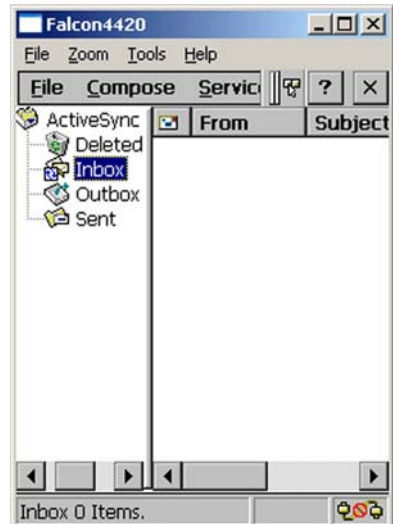 Falcon4420
File Zoom Tools Help
File Compose Servic ? ×
ActiveSync From Subject
Deleted
Inbox
Outbox
Sent
Inbox 0 Items.